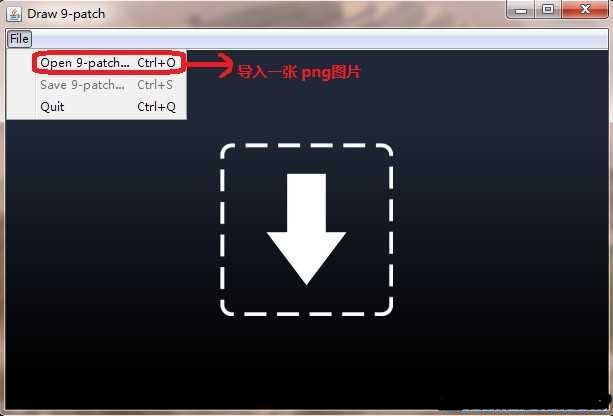 Draw 9-patch
File
Open 9-patch... Ctrl+O
导入一张 png图片
Save 9-patch... Ctrl+S
Quit Ctrl+Q